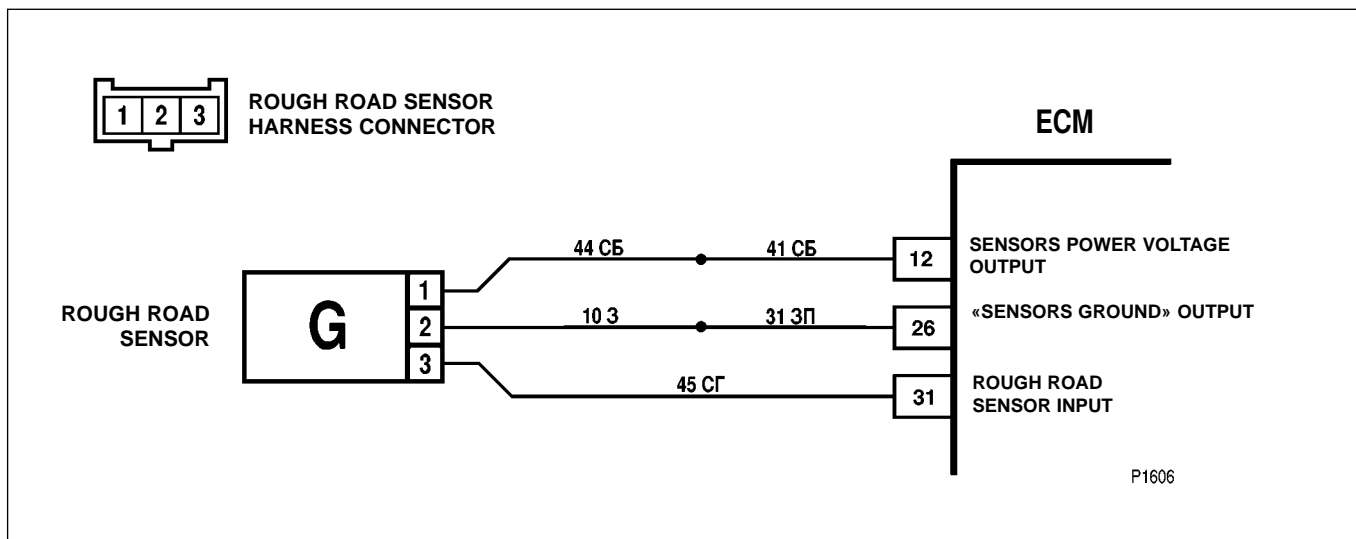 1 2 3
ROUGH ROAD SENSOR
HARNESS CONNECTOR
ECM
44 СБ
41 СБ
12
SENSORS POWER VOLTAGE
OUTPUT
ROUGH ROAD
SENSOR
G
1
2
3
10 З
31 ЗП
26
«SENSORS GROUND» OUTPUT
45 СГ
31
ROUGH ROAD
SENSOR INPUT
P1606